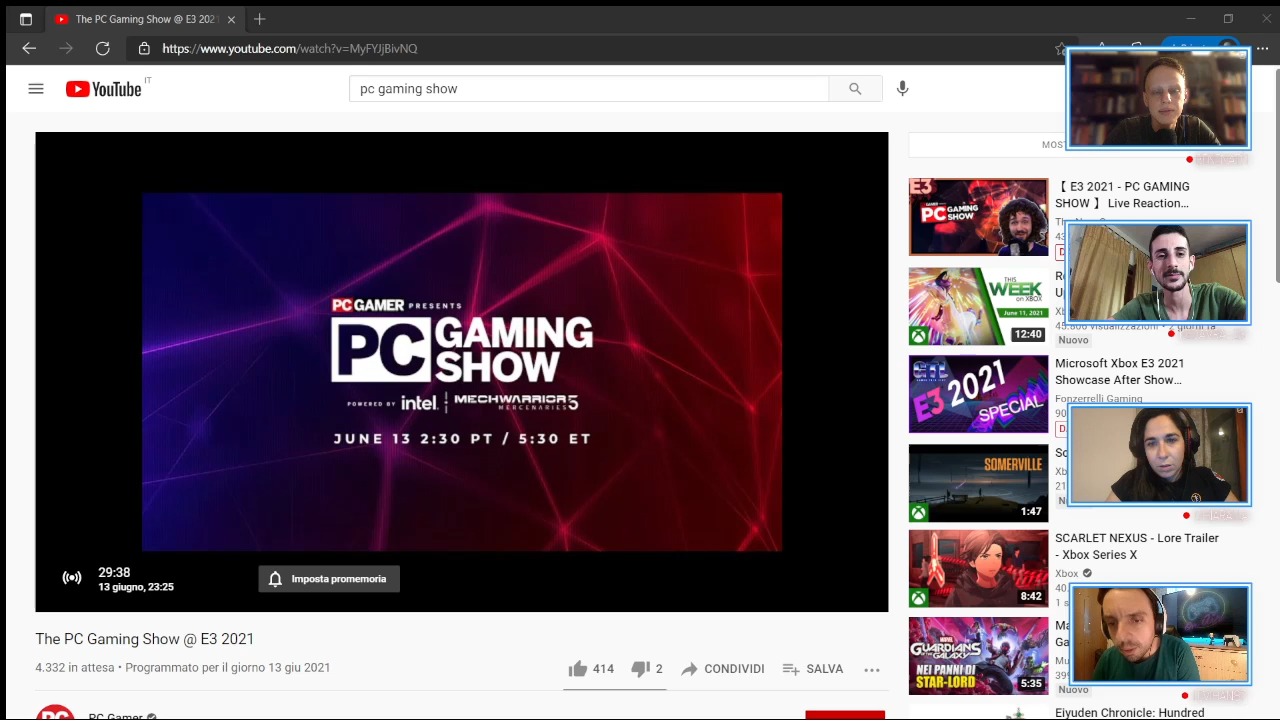 The PC Gaming Show @ E3 2021
https://www.youtube.com/watch?v=MyFYJjBivNQ
YouTube IT
pc gaming show
PC GAMER PRESENTS
PC GAMING SHOW
POWERED BY intel. MECHWARRIOR 5 MERCENARIES
JUNE 13 2:30 PT / 5:30 ET
29:38
13 giugno, 23:25
Imposta promemoria
The PC Gaming Show @ E3 2021
4.332 in attesa • Programmato per il giorno 13 giu 2021
414
2
CONDIVIDI
SALVA
PC Gamer
E3
PC GAMING SHOW
【 E3 2021 - PC GAMING
SHOW 】 Live Reaction...
THIS WEEK on XBOX
June 11, 2021
12:40
Nuovo
GTL
E3 2021 SPECIAL
Microsoft Xbox E3 2021
Showcase After Show...
Fonzerrelli Gaming
SOMERVILLE
1:47
SCARLET NEXUS - Lore Trailer
- Xbox Series X
Xbox
8:42
MARVEL
GUARDIANS OF THE GALAXY
NEI PANNI DI
STAR-LORD
5:35
Nuovo
Eiyuden Chronicle: Hundred